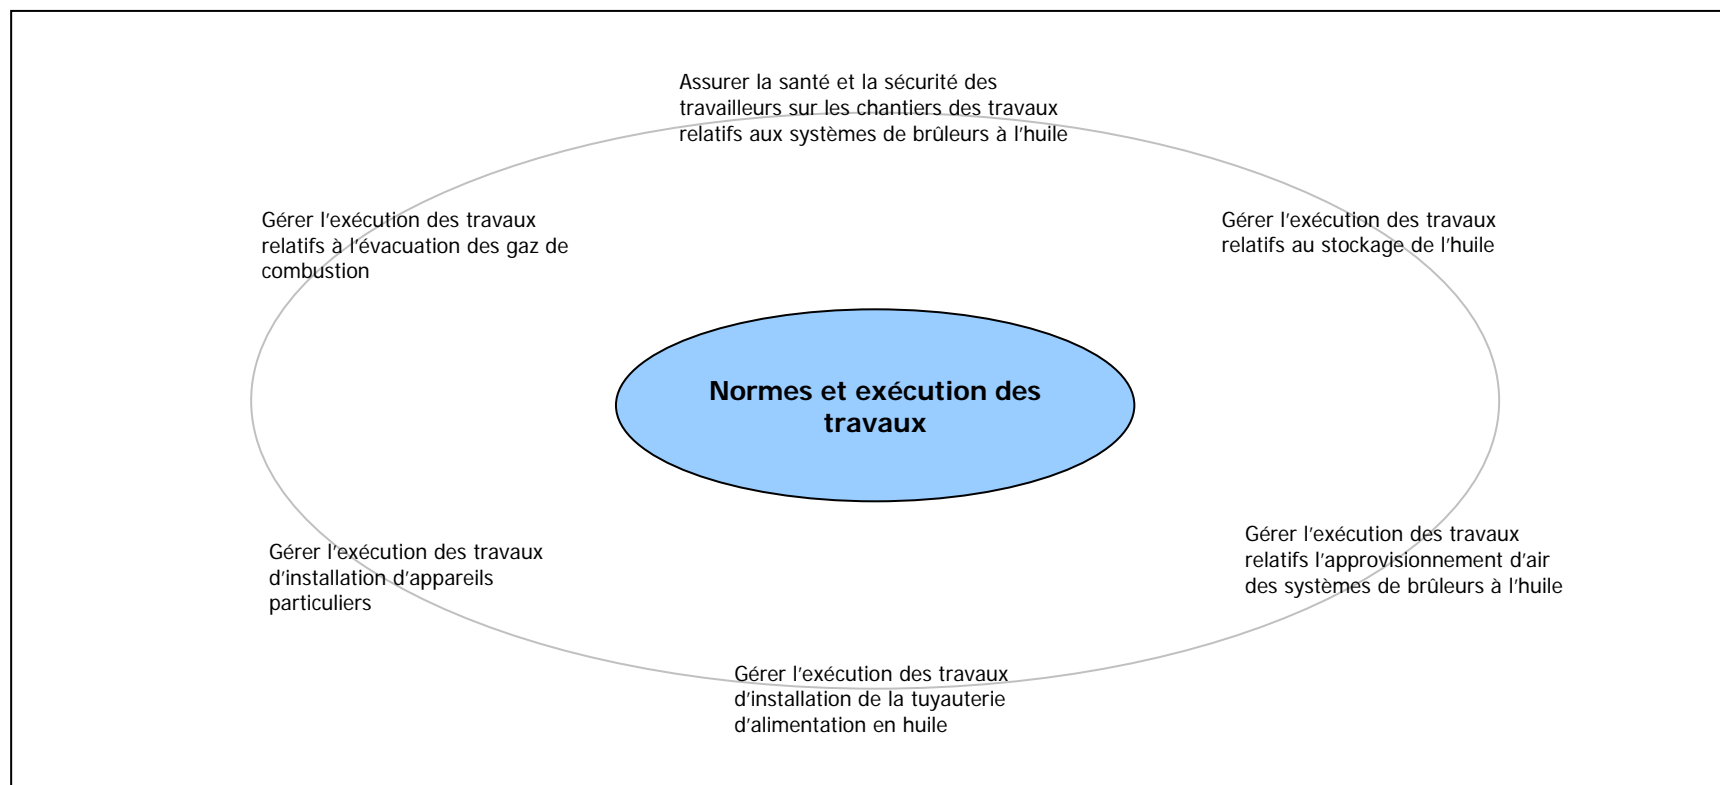 Assurer la santé et la sécurité des
travailleurs sur les chantiers des travaux
relatifs aux systèmes de brûleurs à l'huile
Gérer l'exécution des travaux
relatifs à l'évacuation des gaz de
combustion
Gérer l'exécution des travaux
relatifs au stockage de l'huile
Normes et exécution des
travaux
Gérer l'exécution des travaux
d'installation d'appareils
particuliers
Gérer l'exécution des travaux
relatifs l'approvisionnement d'air
des systèmes de brûleurs à l'huile
Gérer l'exécution des travaux
d'installation de la tuyauterie
d'alimentation en huile